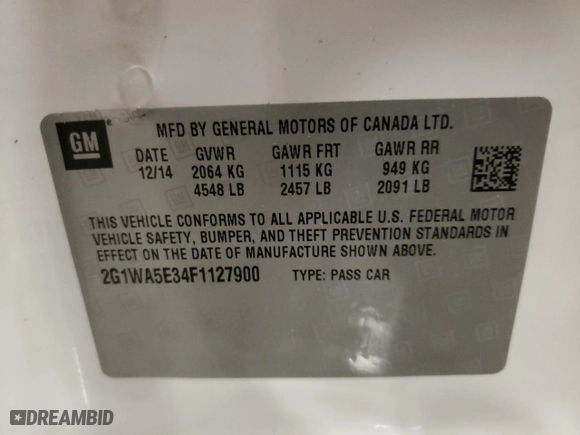 GM
MFD BY GENERAL MOTORS OF CANADA LTD.
DATE GVWR GAWR FRT GAWR RR
12/14 2064 KG 1115 KG 949 KG
4548 LB 2457 LB 2091 LB
THIS VEHICLE CONFORMS TO ALL APPLICABLE U.S. FEDERAL MOTOR
VEHICLE SAFETY, BUMPER, AND THEFT PREVENTION STANDARDS IN
EFFECT ON THE DATE OF MANUFACTURE SHOWN ABOVE.
2G1WA5E34F1127900 TYPE: PASS CAR
DREAMBID